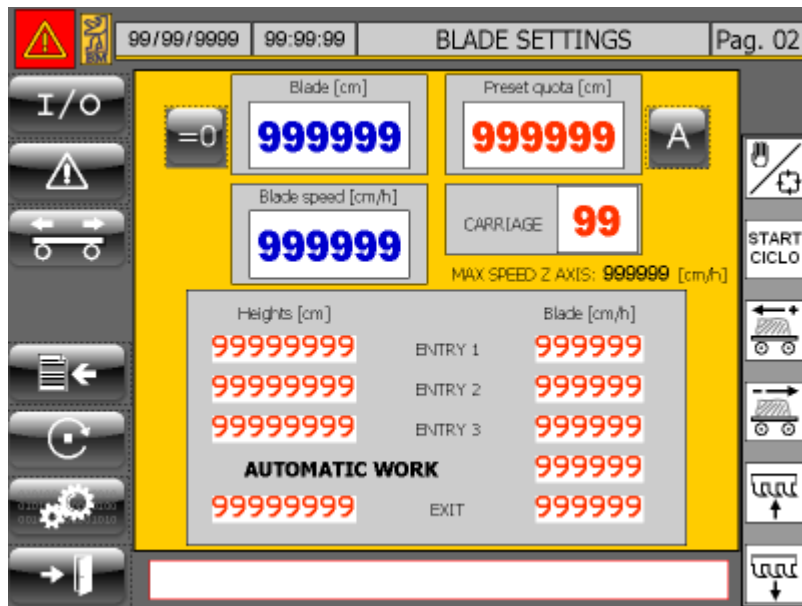 99/99/9999 99:99:99 BLADE SETTINGS Pag. 02
I/O
Blade [cm]
=0
999999
Preset quota [cm]
999999
A
Blade speed [cm/h]
999999
CARRIAGE 99
MAX SPEED Z AXIS: 999999 [cm/h]
START
CICLO
Heights [cm] Blade [cm/h]
99999999 ENTRY 1 999999
99999999 ENTRY 2 999999
99999999 ENTRY 3 999999
AUTOMATIC WORK 999999
99999999 EXIT 999999